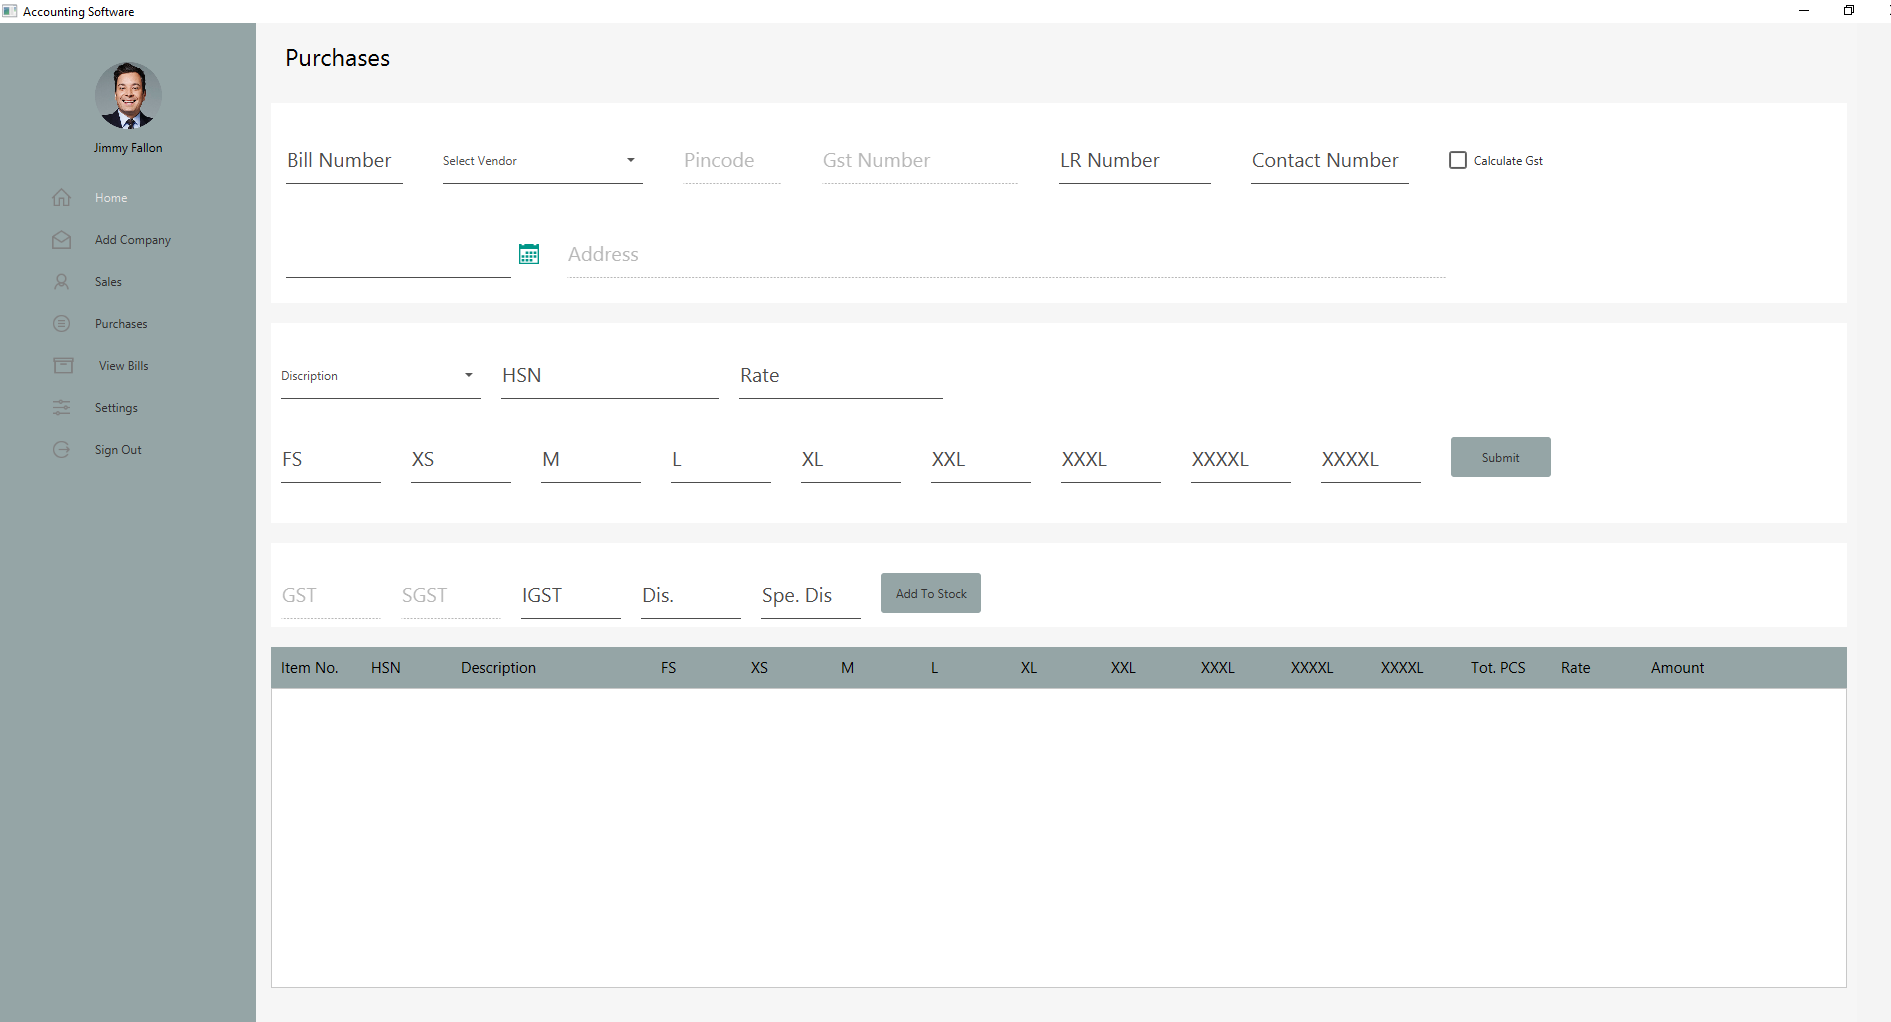 Accounting Software
Jimmy Fallon
Home
Add Company
Sales
Purchases
View Bills
Settings
Sign Out
Purchases
Bill Number Select Vendor Pincode Gst Number LR Number Contact Number Calculate Gst
Address
Discription HSN Rate
FS XS M L XL XXL XXXL XXXXL XXXXL Submit
GST SGST IGST Dis. Spe. Dis Add To Stock
Item No. HSN Description FS XS M L XL XXL XXXL XXXXL XXXXL Tot. PCS Rate Amount